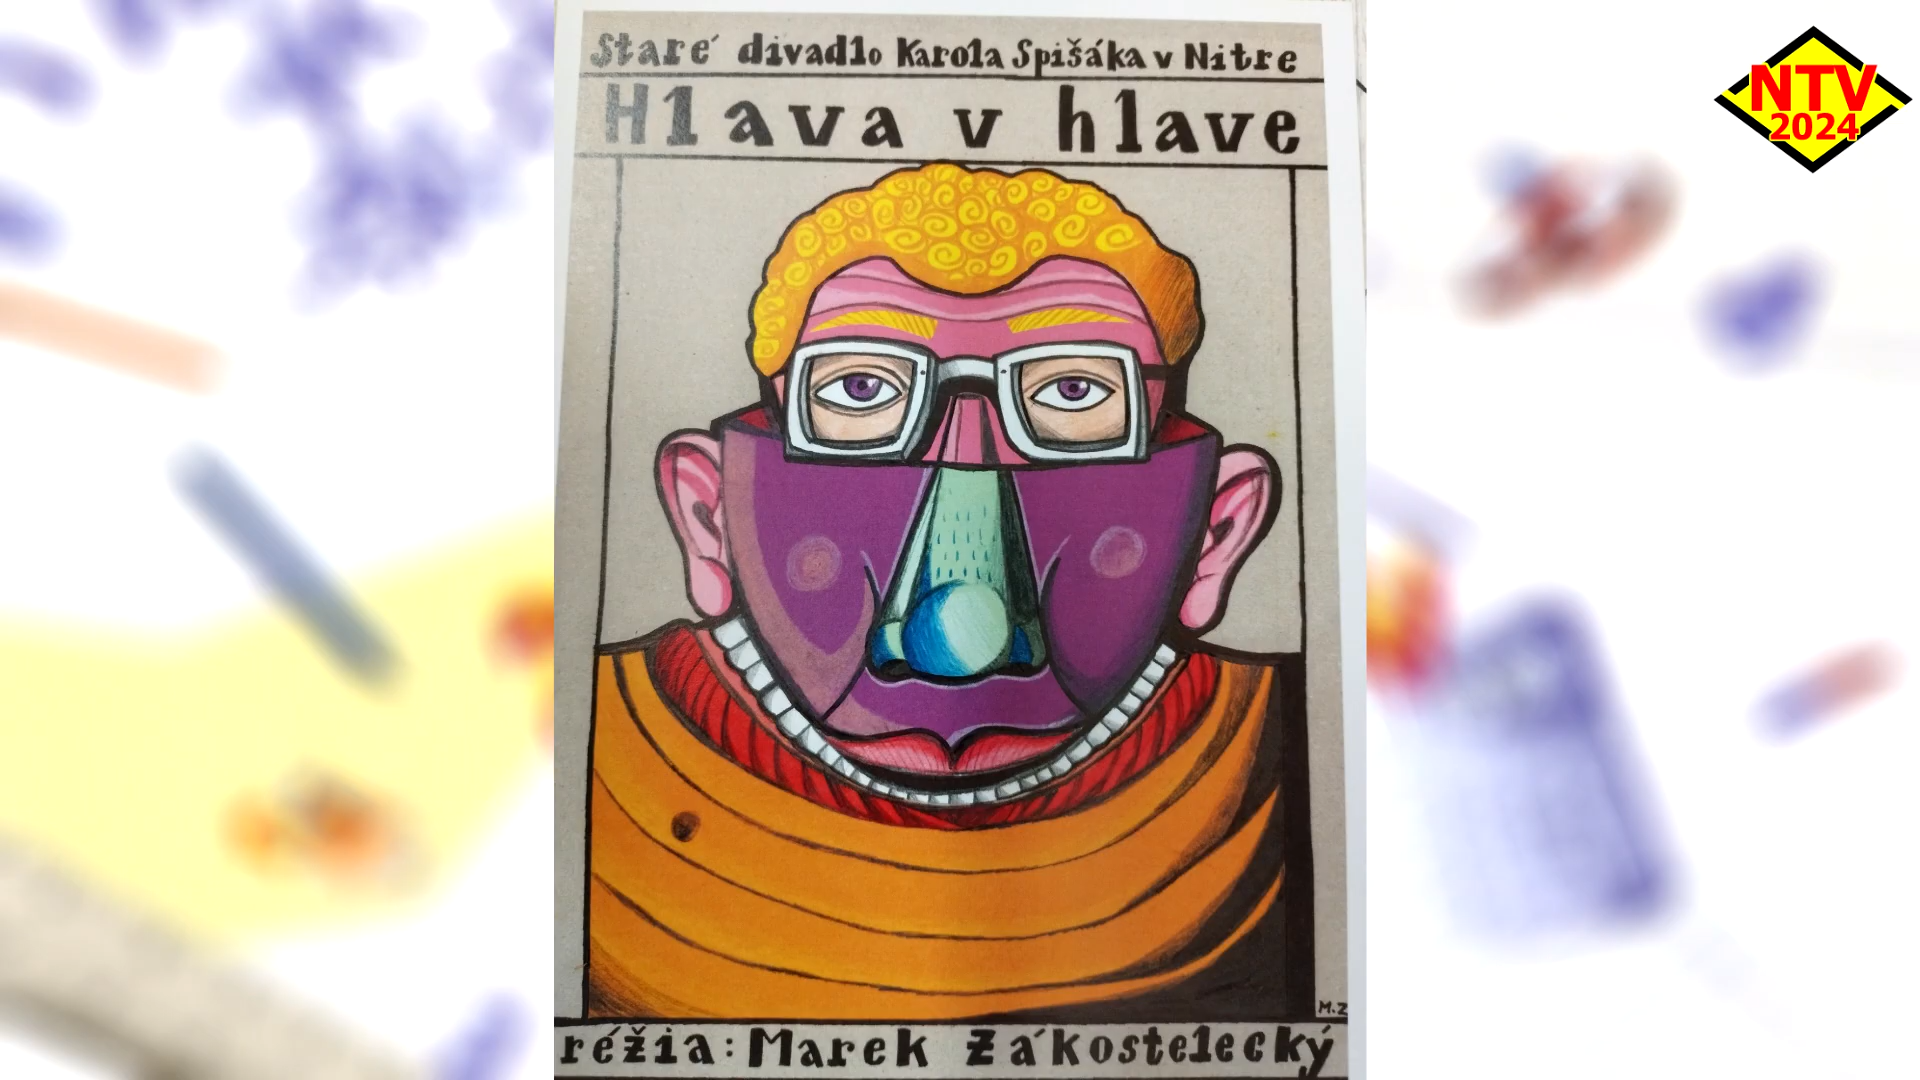 Staré divadlo Karola Spišáka v Nitre
Hlava v hlave
M.Z
réžia: Marek Zákostelecký
NTV
2024